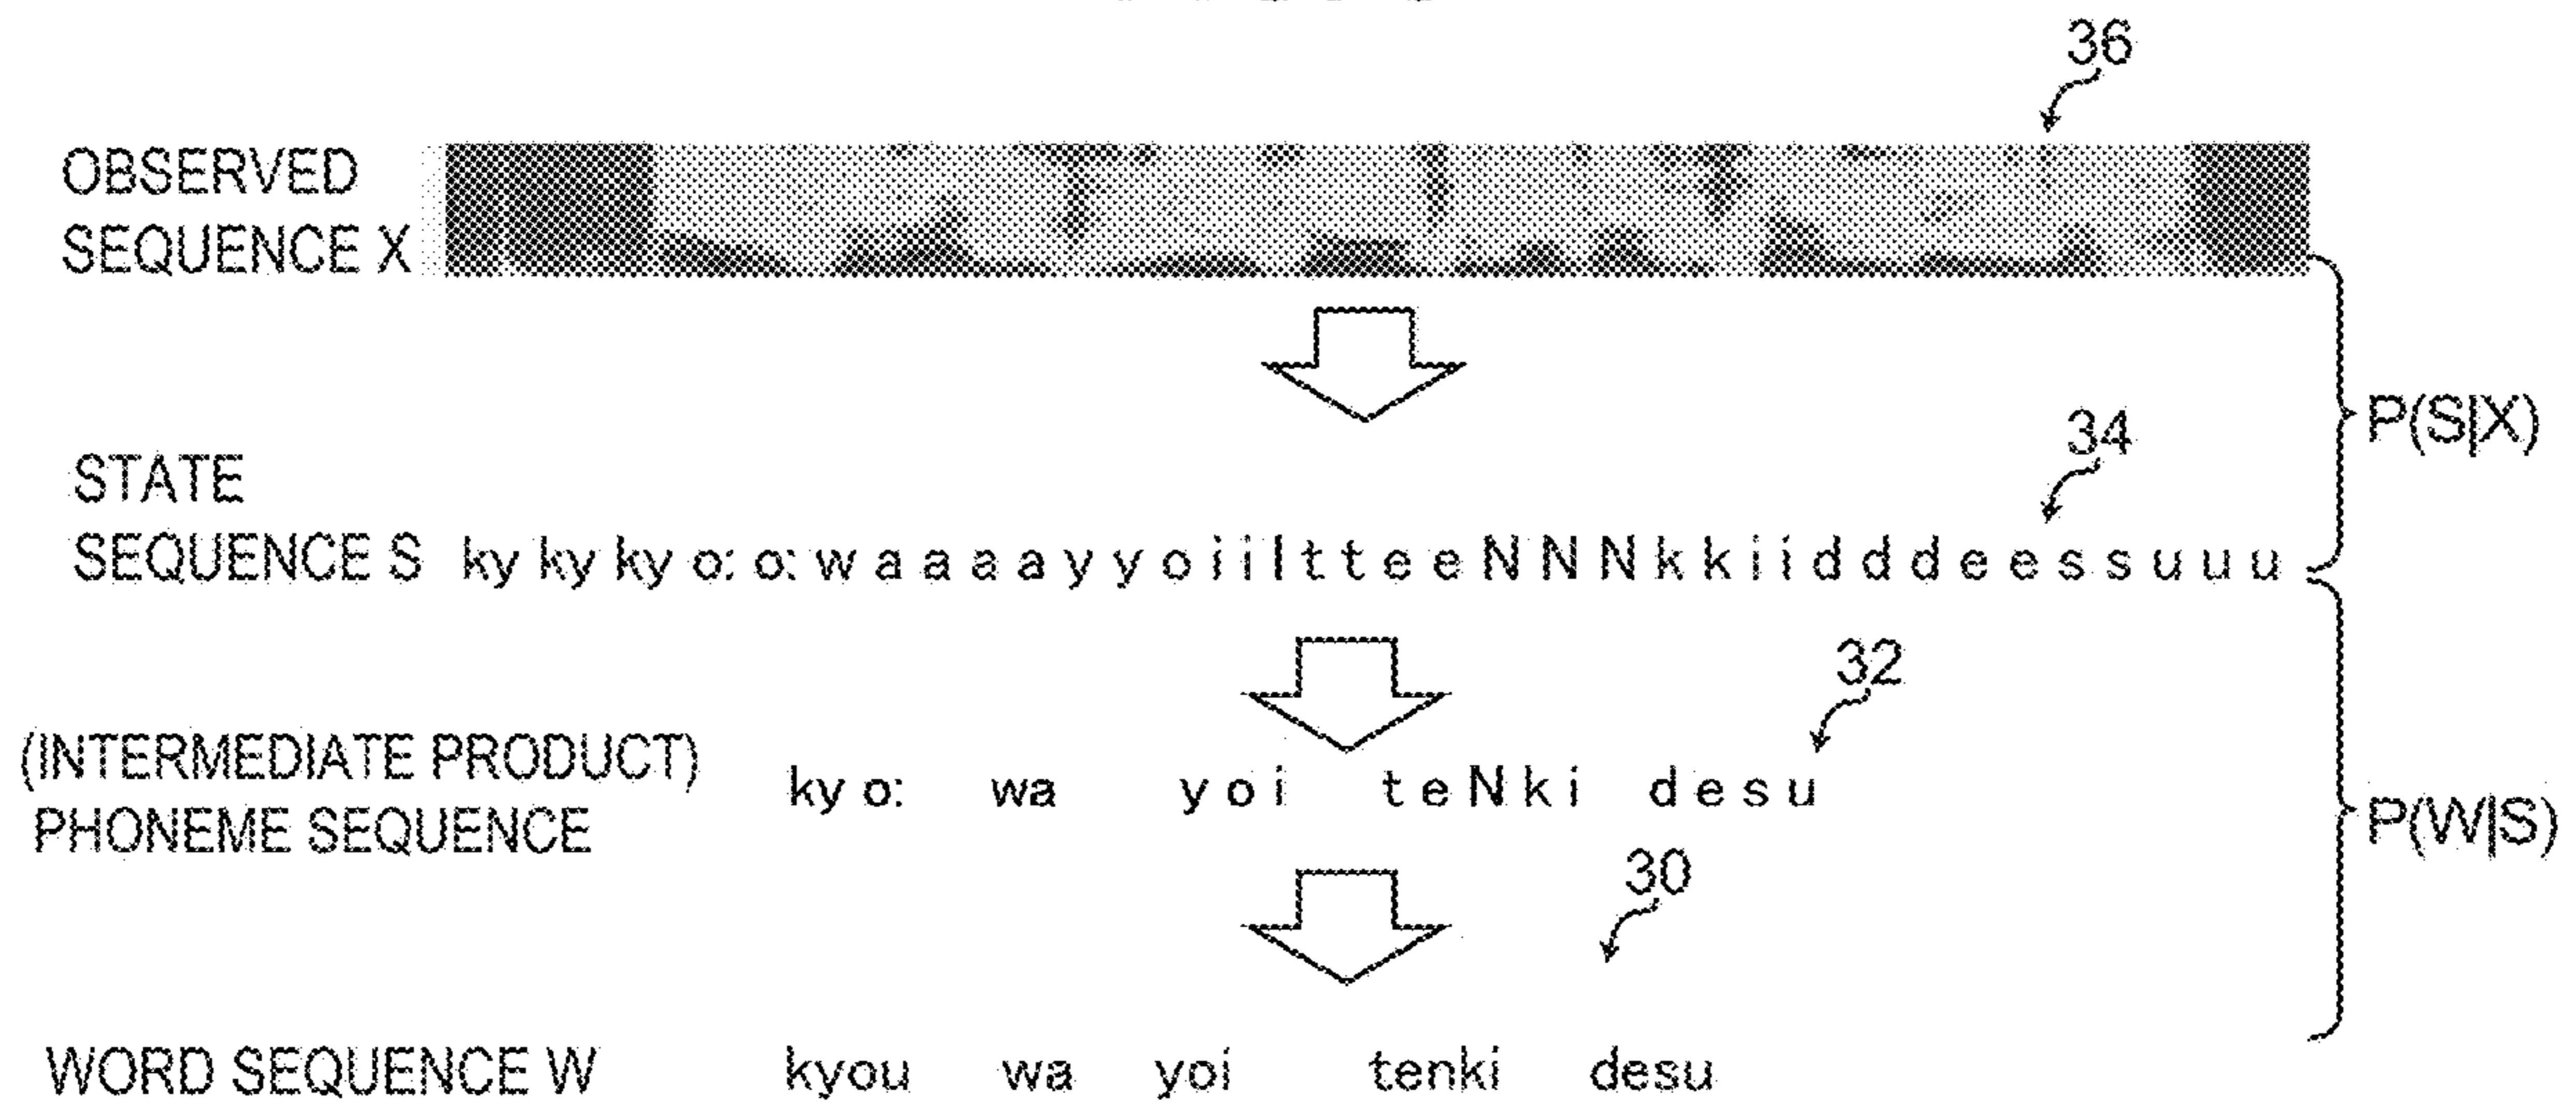 36
OBSERVED
SEQUENCE X
P(S|X)
34
STATE
SEQUENCE S ky ky ky o: o: w a a a a y y o i i I t t e e N N N k k i i d d d e e s s u u u
32
(INTERMEDIATE PRODUCT)
PHONEME SEQUENCE
ky o: wa y o i t e N k i d e s u
P(W|S)
30
WORD SEQUENCE W kyou wa yoi tenki desu